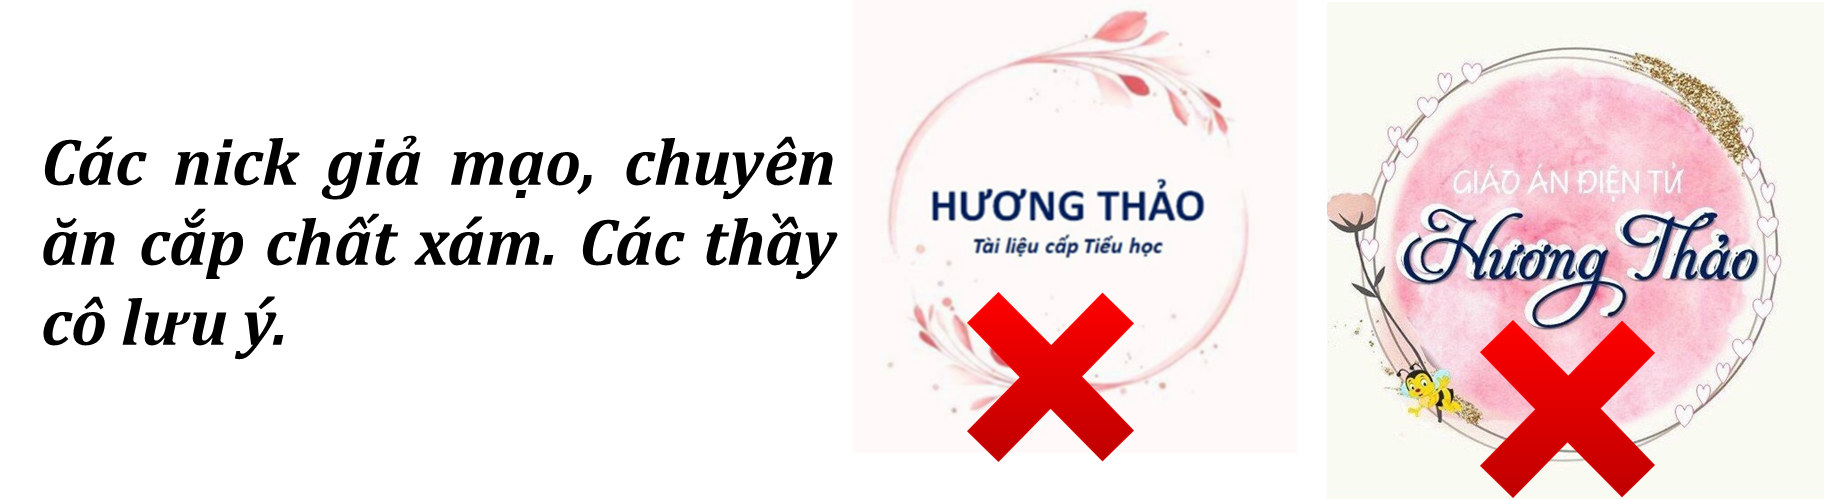 Các nick giả mạo, chuyên
ăn cắp chất xám. Các thầy
cô lưu ý.
HƯƠNG THẢO
Tài liệu cấp Tiểu học
GIÁO ÁN ĐIỆN TỬ
Hương Thảo